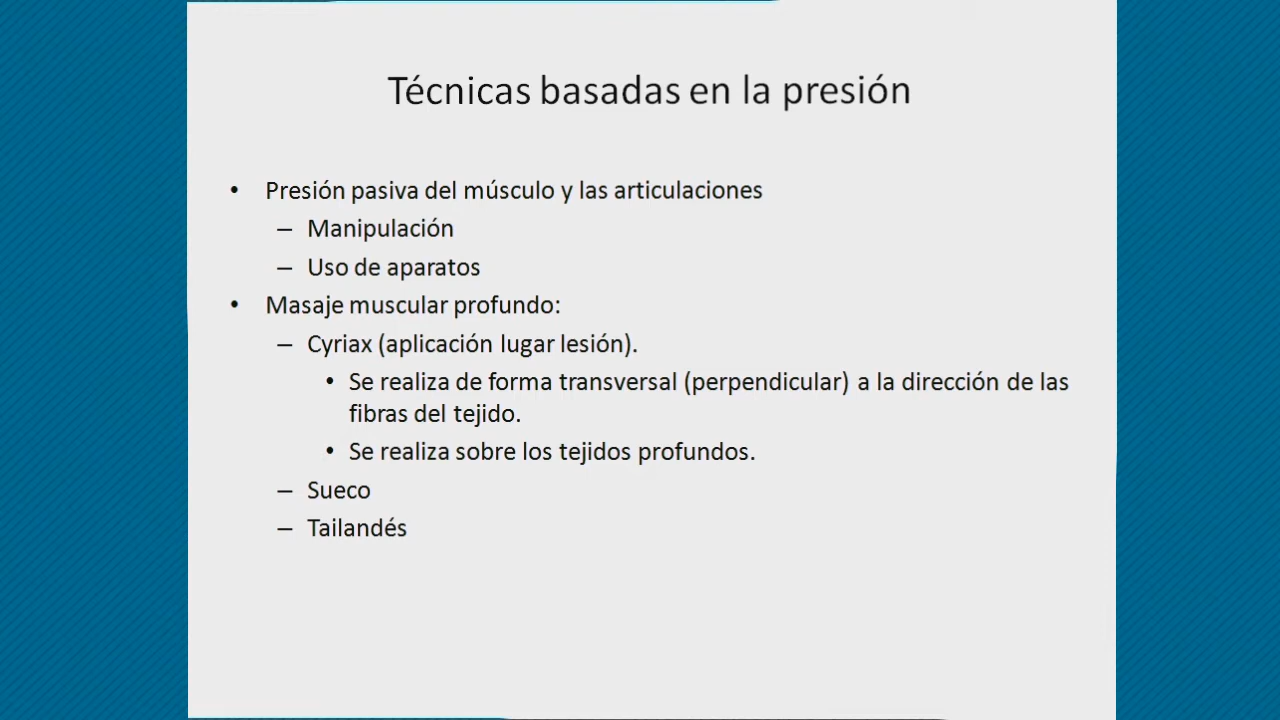 Técnicas basadas en la presión
• Presión pasiva del músculo y las articulaciones
– Manipulación
– Uso de aparatos
• Masaje muscular profundo:
– Cyriax (aplicación lugar lesión).
• Se realiza de forma transversal (perpendicular) a la dirección de las
fibras del tejido.
• Se realiza sobre los tejidos profundos.
– Sueco
– Tailandés